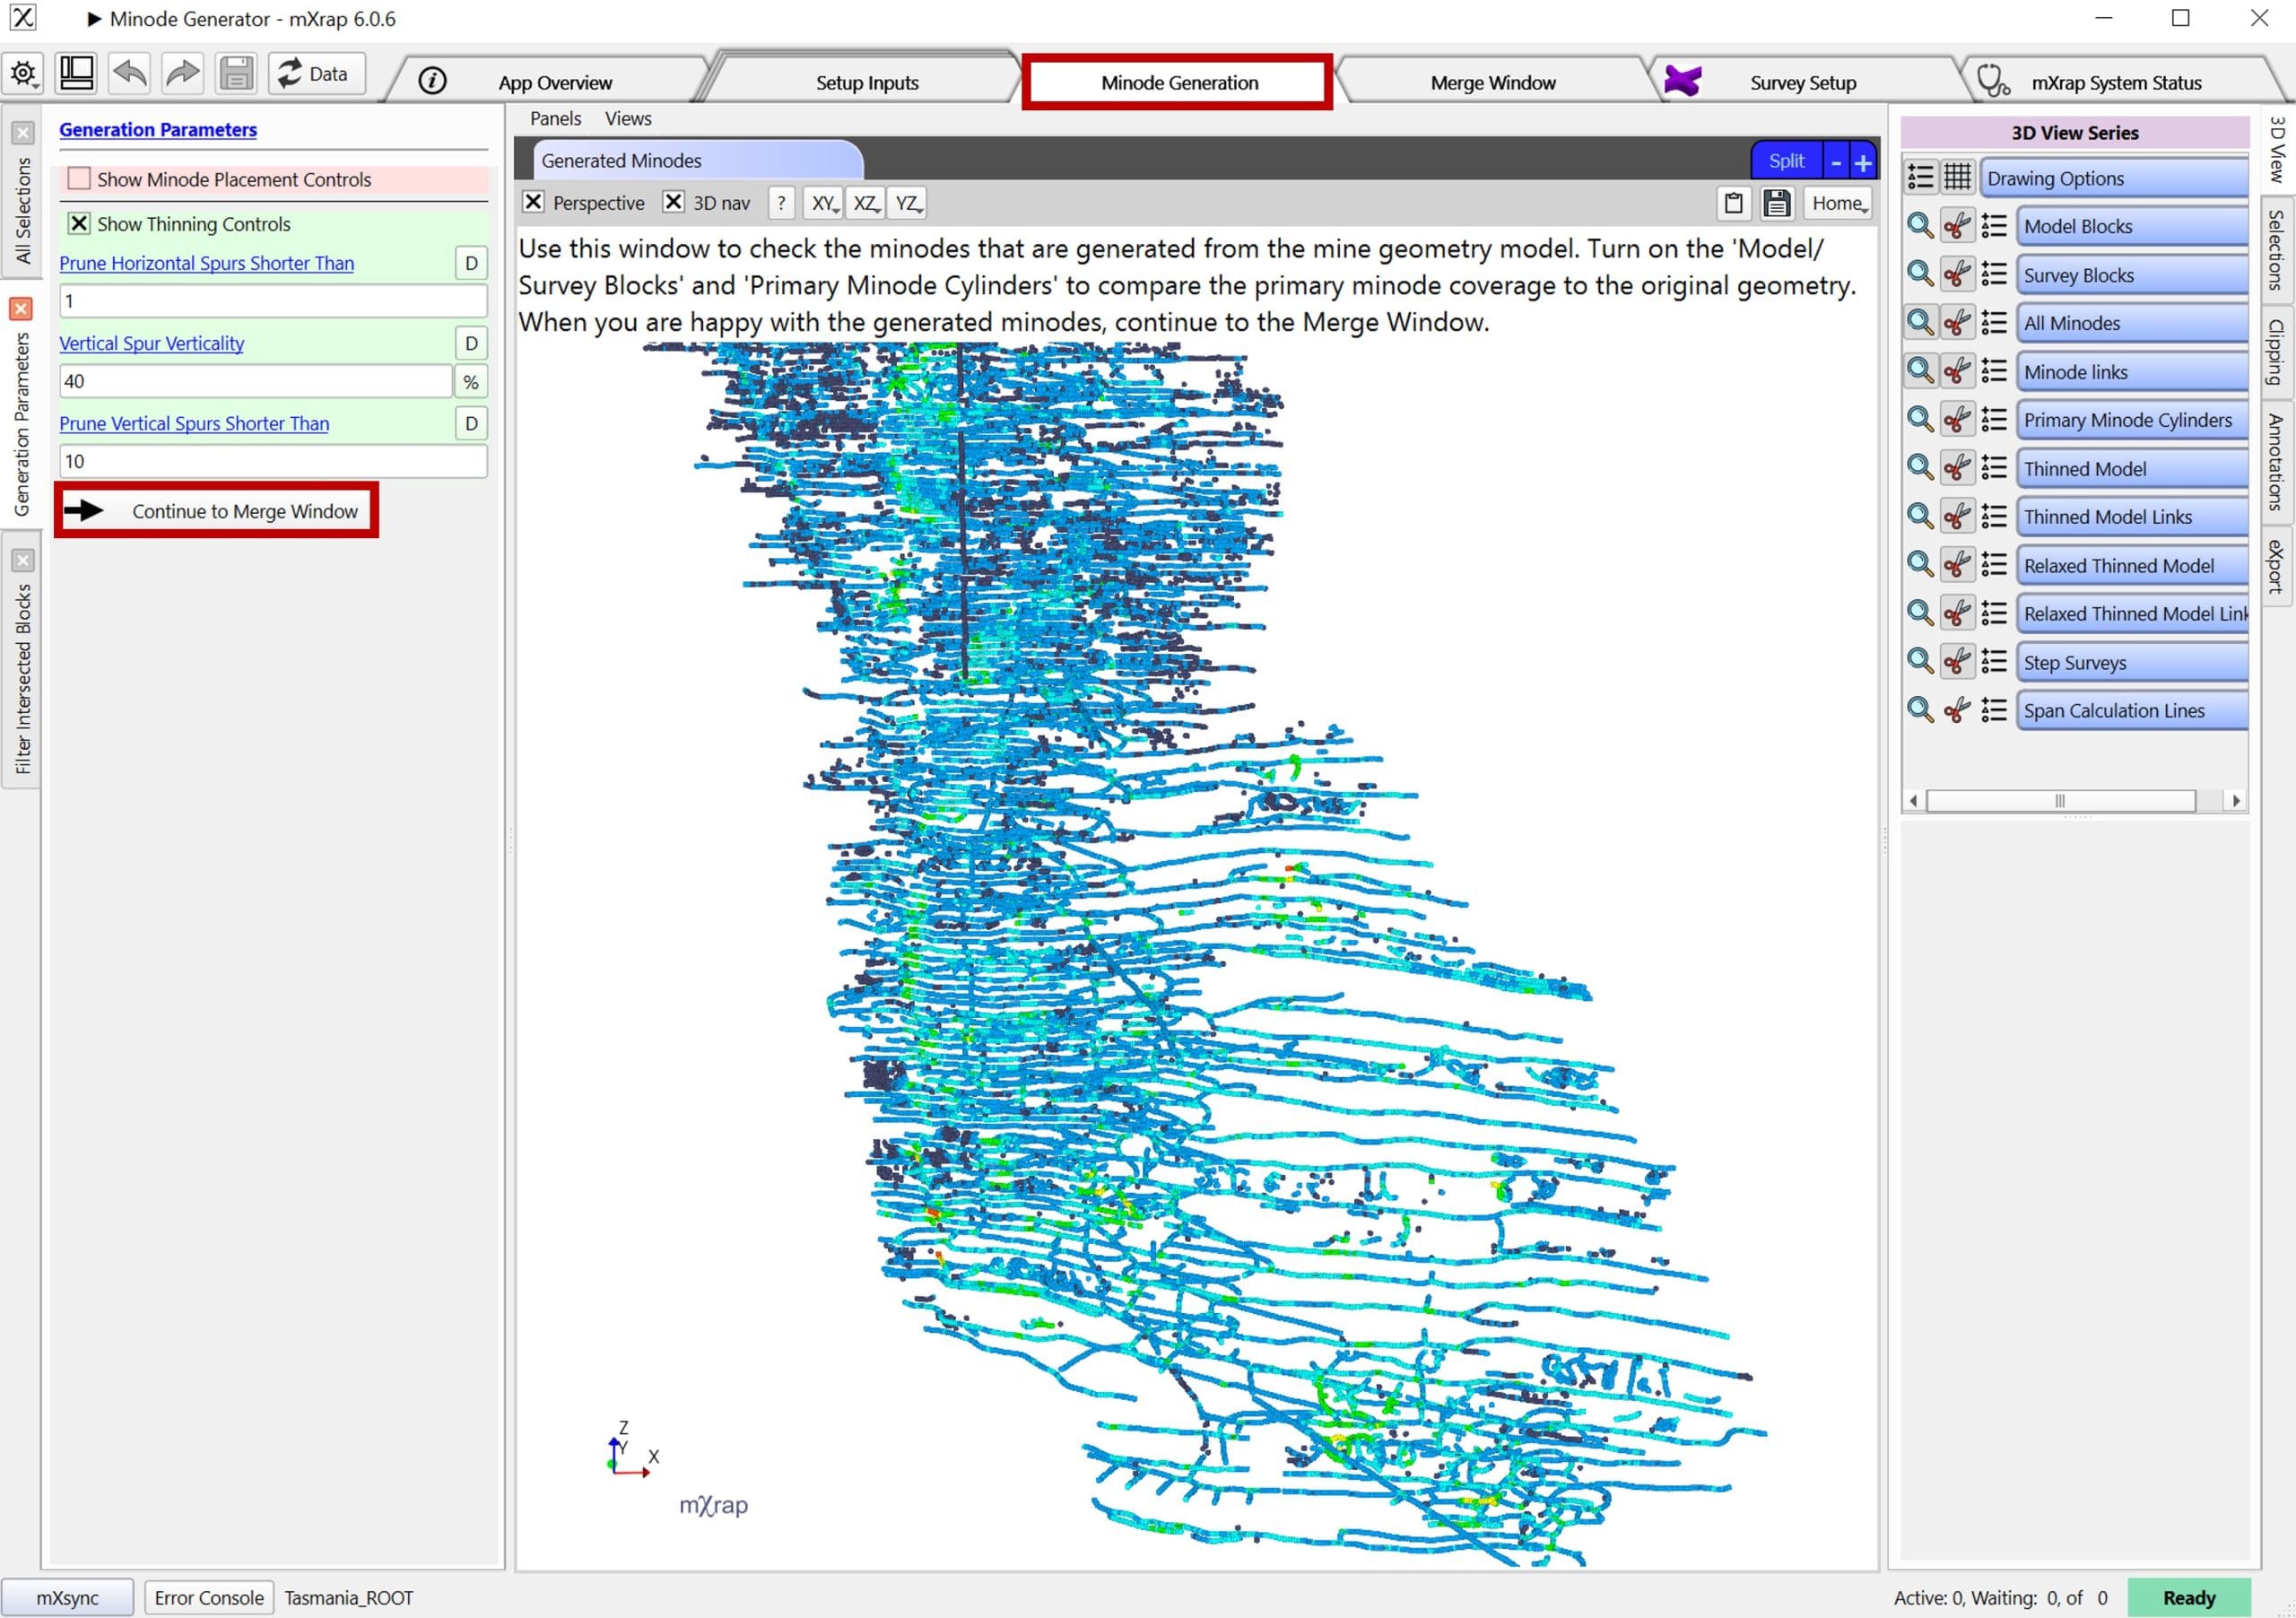 Minode Generator - mXrap 6.0.6
Data
App Overview
Setup Inputs
Minode Generation
Merge Window
Survey Setup
mXrap System Status
All Selections
Generation Parameters
Filter Intersected Blocks
Generation Parameters
Show Minode Placement Controls
Show Thinning Controls
Prune Horizontal Spurs Shorter Than
D
1
Vertical Spur Verticality
D
40
%
Prune Vertical Spurs Shorter Than
D
10
Continue to Merge Window
Panels Views
Generated Minodes
Split - +
Perspective 3D nav ? XY XZ YZ
Home
Use this window to check the minodes that are generated from the mine geometry model. Turn on the 'Model/
Survey Blocks' and 'Primary Minode Cylinders' to compare the primary minode coverage to the original geometry.
When you are happy with the generated minodes, continue to the Merge Window.
Z
Y
X
mXrap
3D View Series
Drawing Options
Model Blocks
Survey Blocks
All Minodes
Minode links
Primary Minode Cylinders
Thinned Model
Thinned Model Links
Relaxed Thinned Model
Relaxed Thinned Model Link
Step Surveys
Span Calculation Lines
3D View
Selections
Clipping
Annotations
eXport
mXsync
Error Console
Tasmania_ROOT
Active: 0, Waiting: 0, of 0
Ready